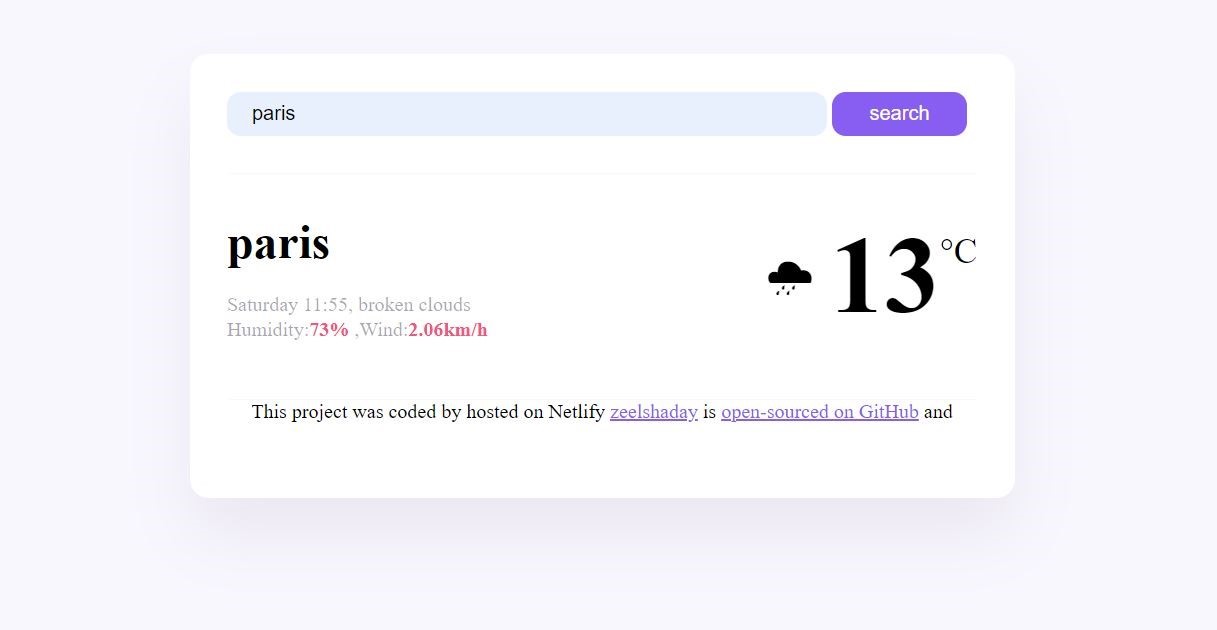 paris
search
paris
13 °C
Saturday 11:55, broken clouds
Humidity:73% ,Wind:2.06km/h
This project was coded by hosted on Netlify zeelshaday is open-sourced on GitHub and